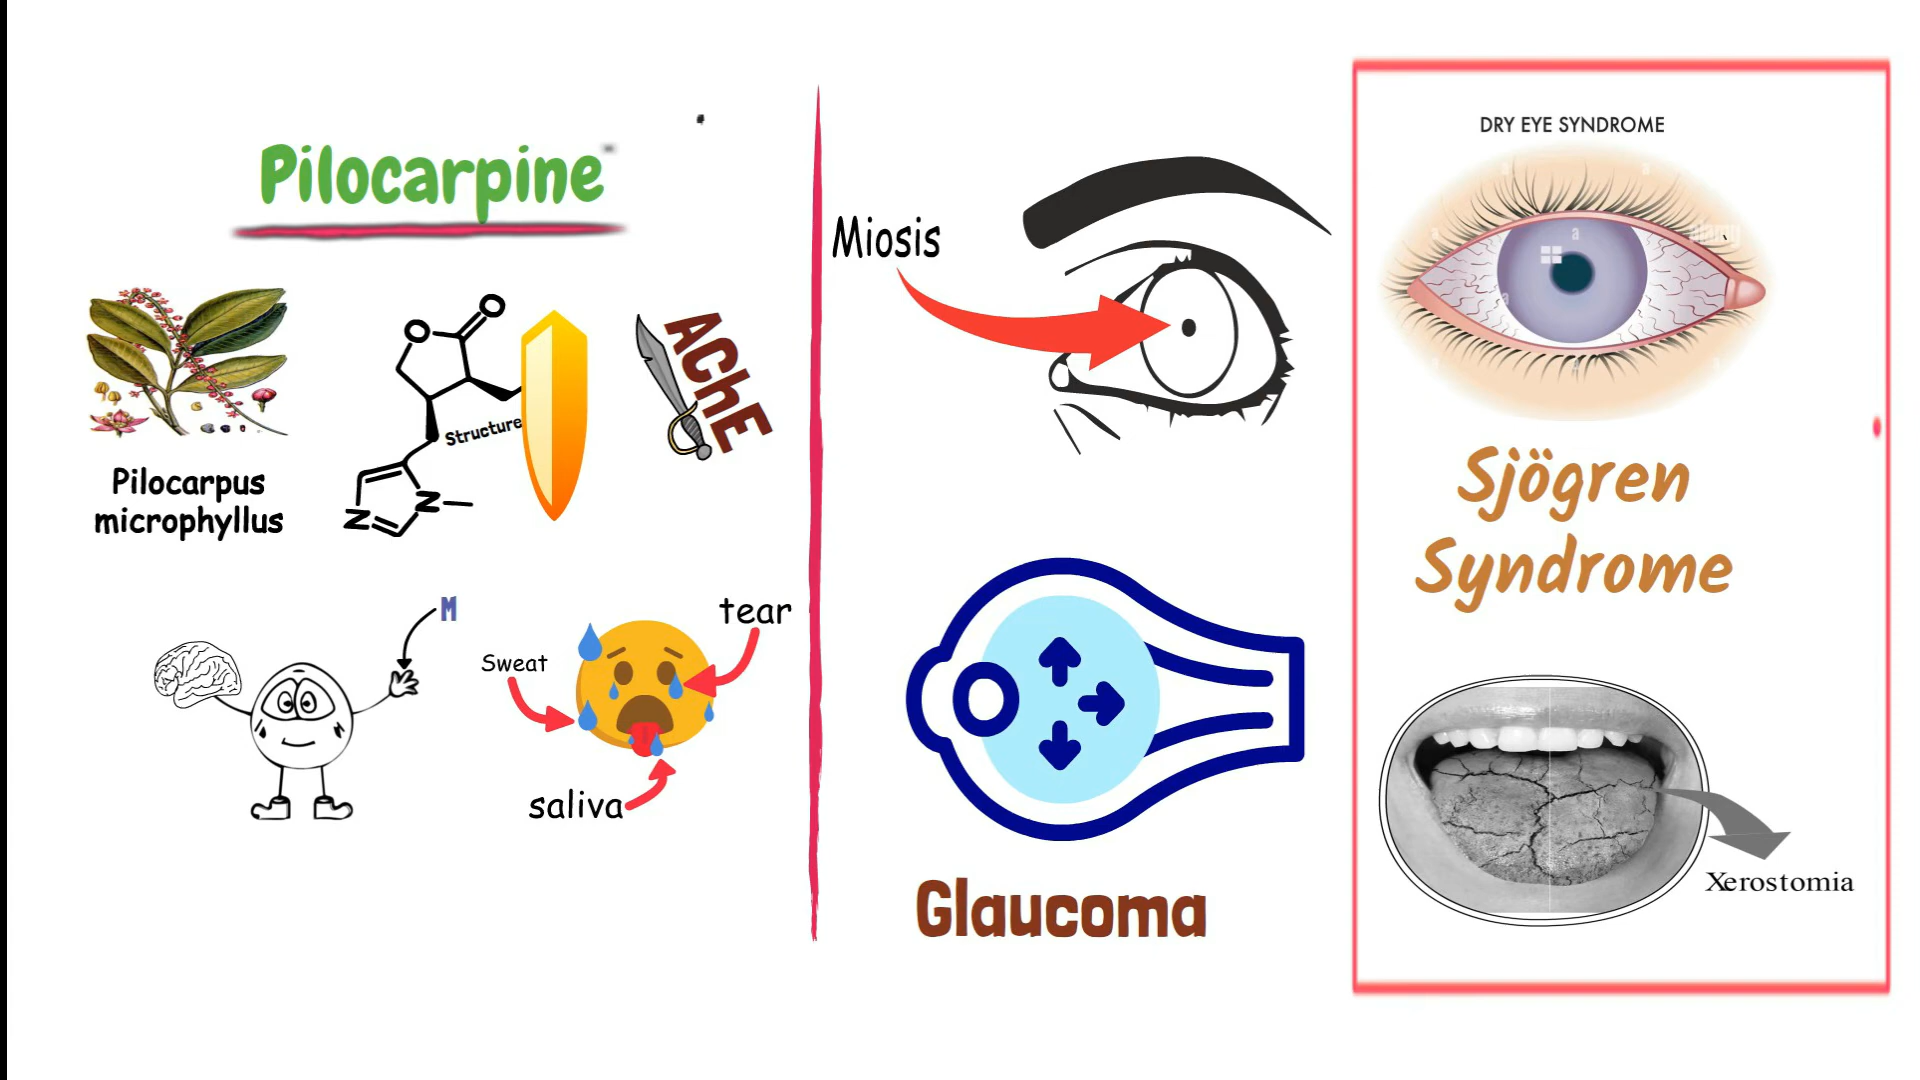 Pilocarpine
Structure
AChE
Pilocarpus
microphyllus
M
Sweat
tear
saliva
Miosis
Glaucoma
DRY EYE SYNDROME
Sjögren
Syndrome
Xerostomia